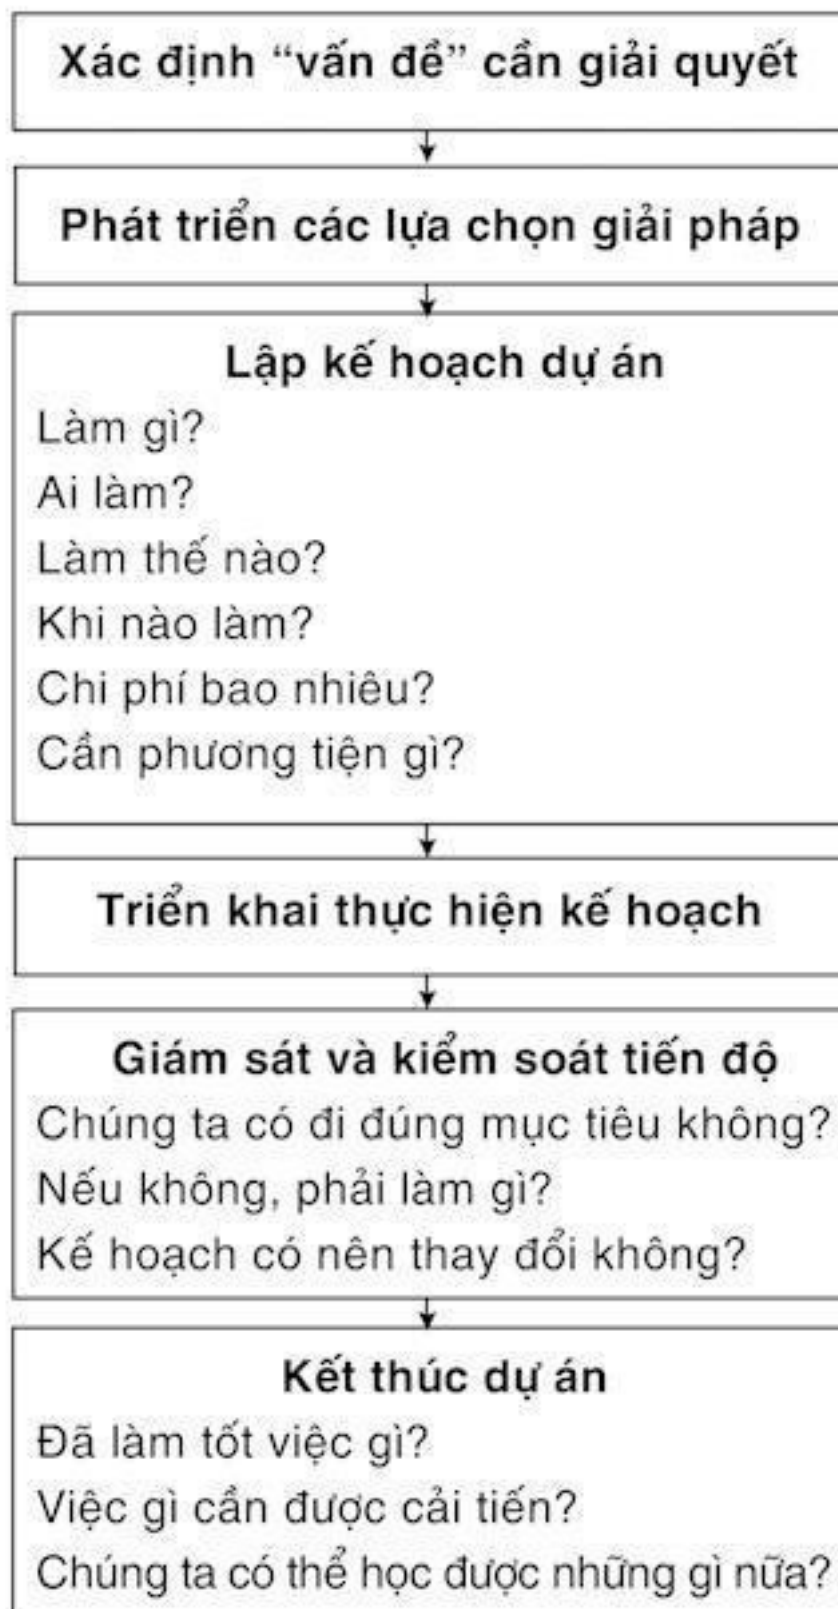 Xác định “vấn đề” cần giải quyết
Phát triển các lựa chọn giải pháp
Lập kế hoạch dự án
Làm gì?
Ai làm?
Làm thế nào?
Khi nào làm?
Chi phí bao nhiêu?
Cần phương tiện gì?
Triển khai thực hiện kế hoạch
Giám sát và kiểm soát tiến độ
Chúng ta có đi đúng mục tiêu không?
Nếu không, phải làm gì?
Kế hoạch có nên thay đổi không?
Kết thúc dự án
Đã làm tốt việc gì?
Việc gì cần được cải tiến?
Chúng ta có thể học được những gì nữa?